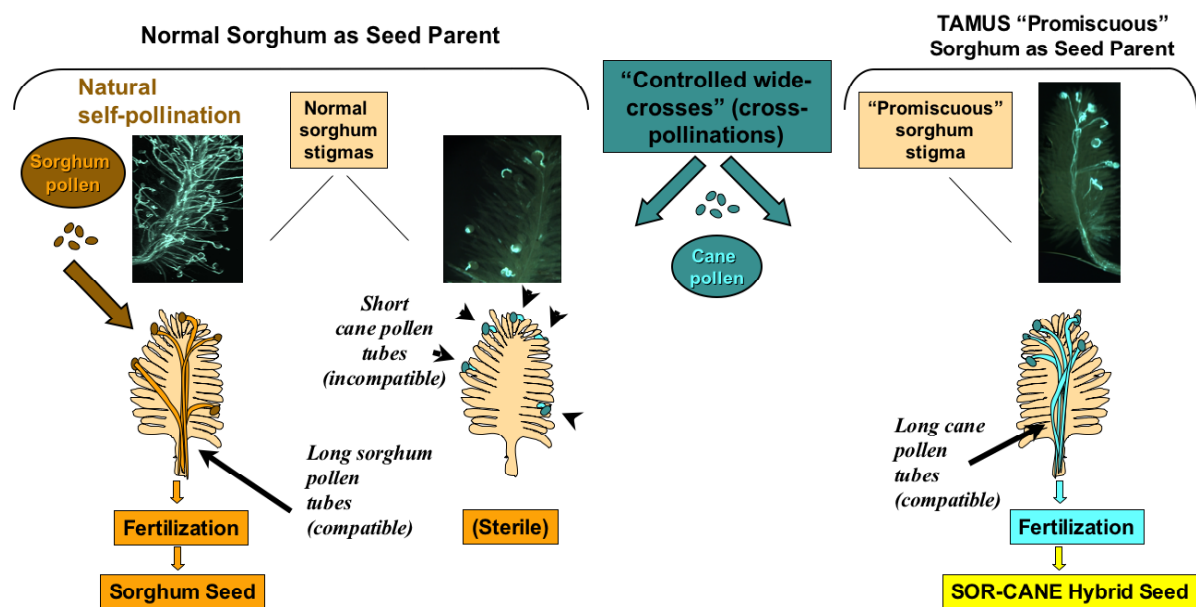 Normal Sorghum as Seed Parent
TAMUS “Promiscuous”
Sorghum as Seed Parent
Natural
self-pollination
Sorghum
pollen
Normal
sorghum
stigmas
“Controlled wide-
crosses” (cross-
pollinations)
Cane
pollen
“Promiscuous”
sorghum
stigma
Short
cane pollen
tubes
(incompatible)
Long sorghum
pollen
tubes
(compatible)
Long cane
pollen
tubes
(compatible)
Fertilization
(Sterile)
Fertilization
Sorghum Seed
SOR-CANE Hybrid Seed